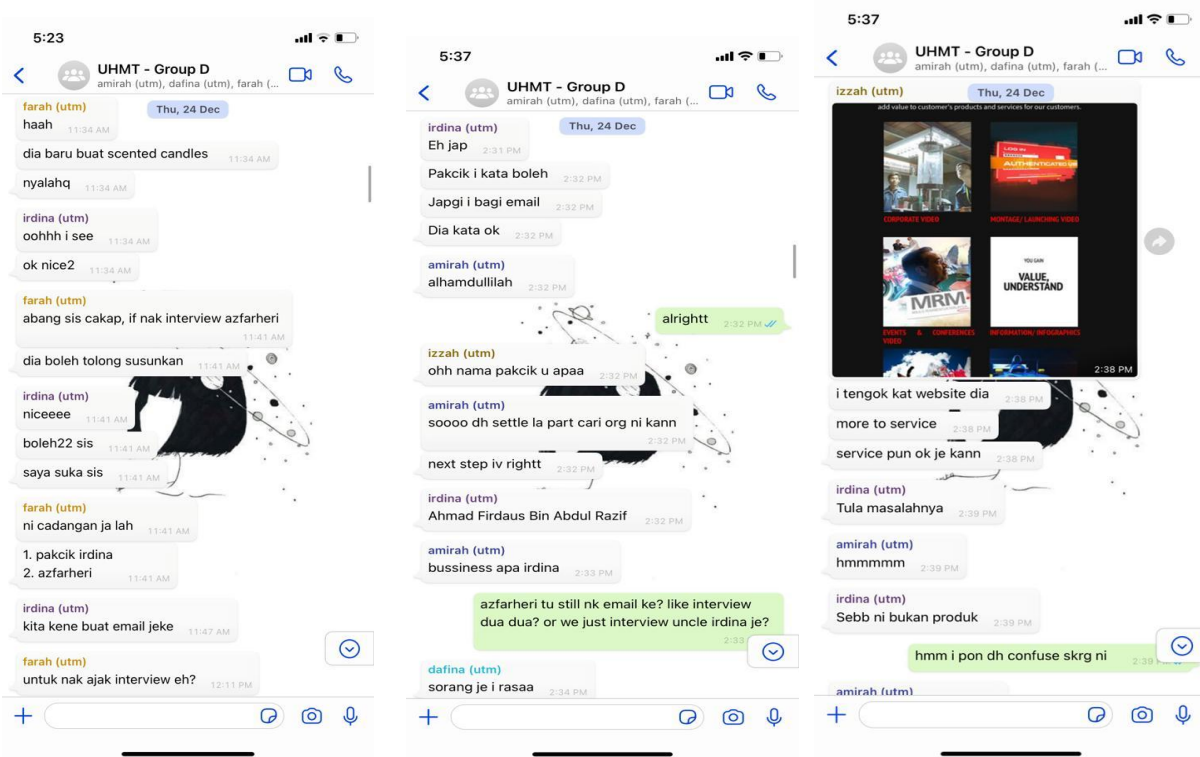 5:23
UHMT - Group D
amirah (utm), dafina (utm), farah (...
Thu, 24 Dec
farah (utm)
haah 11:34 AM
dia baru buat scented candles 11:34 AM
nyalahq 11:34 AM
irdina (utm)
oohhh i see 11:34 AM
ok nice2 11:34 AM
farah (utm)
abang sis cakap, if nak interview azfarheri
11:41 AM
dia boleh tolong susunkan 11:41 AM
irdina (utm)
niceeee 11:41 AM
boleh22 sis 11:41 AM
saya suka sis 11:41 AM
farah (utm)
ni cadangan ja lah 11:41 AM
1. pakcik irdina
2. azfarheri 11:41 AM
irdina (utm)
kita kene buat email jeke 11:47 AM
farah (utm)
untuk nak ajak interview eh? 12:11 PM
5:37
UHMT - Group D
amirah (utm), dafina (utm), farah (...
Thu, 24 Dec
irdina (utm)
Eh jap 2:31 PM
Pakcik i kata boleh 2:32 PM
Japgi i bagi email 2:32 PM
Dia kata ok 2:32 PM
amirah (utm)
alhamdullilah 2:32 PM
alrightt 2:32 PM
izzah (utm)
ohh nama pakcik u apaa 2:32 PM
amirah (utm)
soooo dh settle la part cari org ni kann
2:32 PM
next step iv rightt 2:32 PM
irdina (utm)
Ahmad Firdaus Bin Abdul Razif 2:32 PM
amirah (utm)
bussiness apa irdina 2:33 PM
azfarheri tu still nk email ke? like interview
dua dua? or we just interview uncle irdina je?
2:33
dafina (utm)
sorang je i rasaa 2:34 PM
5:37
UHMT - Group D
amirah (utm), dafina (utm), farah (...
Thu, 24 Dec
izzah (utm)
add value to customer's products and services for our customers.
LOG IN
AUTHENTICATED
CORPORATE VIDEO
MONTAGE/ LAUNCHING VIDEO
MRM
YOU GAIN
VALUE,
UNDERSTAND
EVENTS & CONFERENCES
VIDEO
INFORMATION/ INFOGRAPHICS
2:38 PM
i tengok kat website dia 2:38 PM
more to service 2:38 PM
service pun ok je kann 2:38 PM
irdina (utm)
Tula masalahnya 2:39 PM
amirah (utm)
hmmmmm 2:39 PM
irdina (utm)
Sebb ni bukan produk 2:39 PM
hmm i pon dh confuse skrg ni 2:39
amirah (utm)